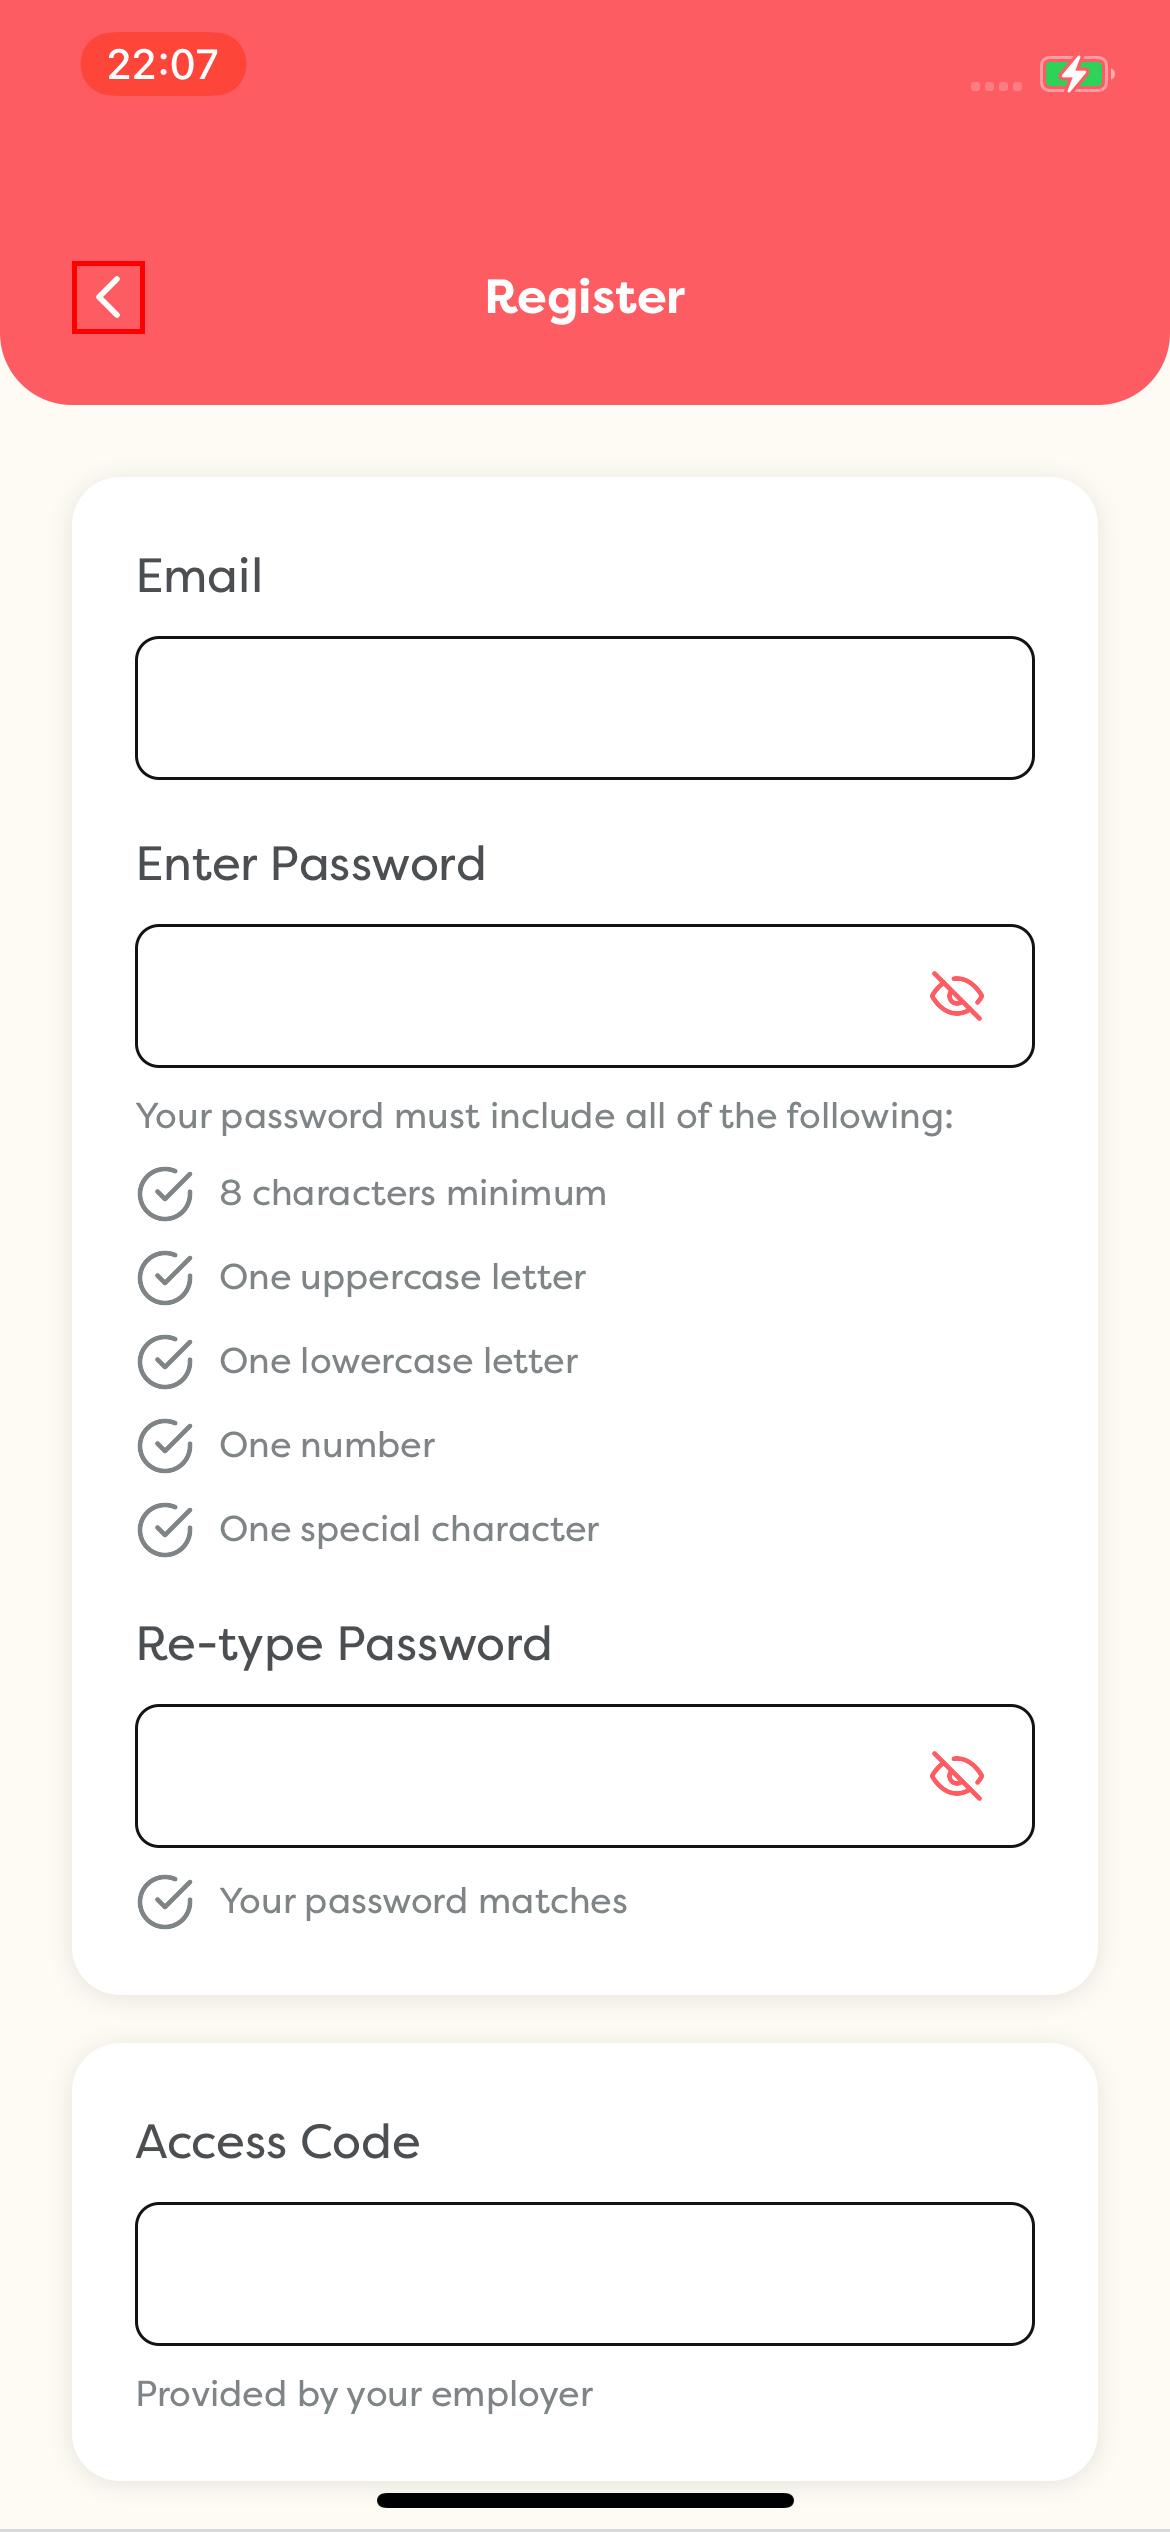 22:07
Register
Email
Enter Password
Your password must include all of the following:
8 characters minimum
One uppercase letter
One lowercase letter
One number
One special character
Re-type Password
Your password matches
Access Code
Provided by your employer